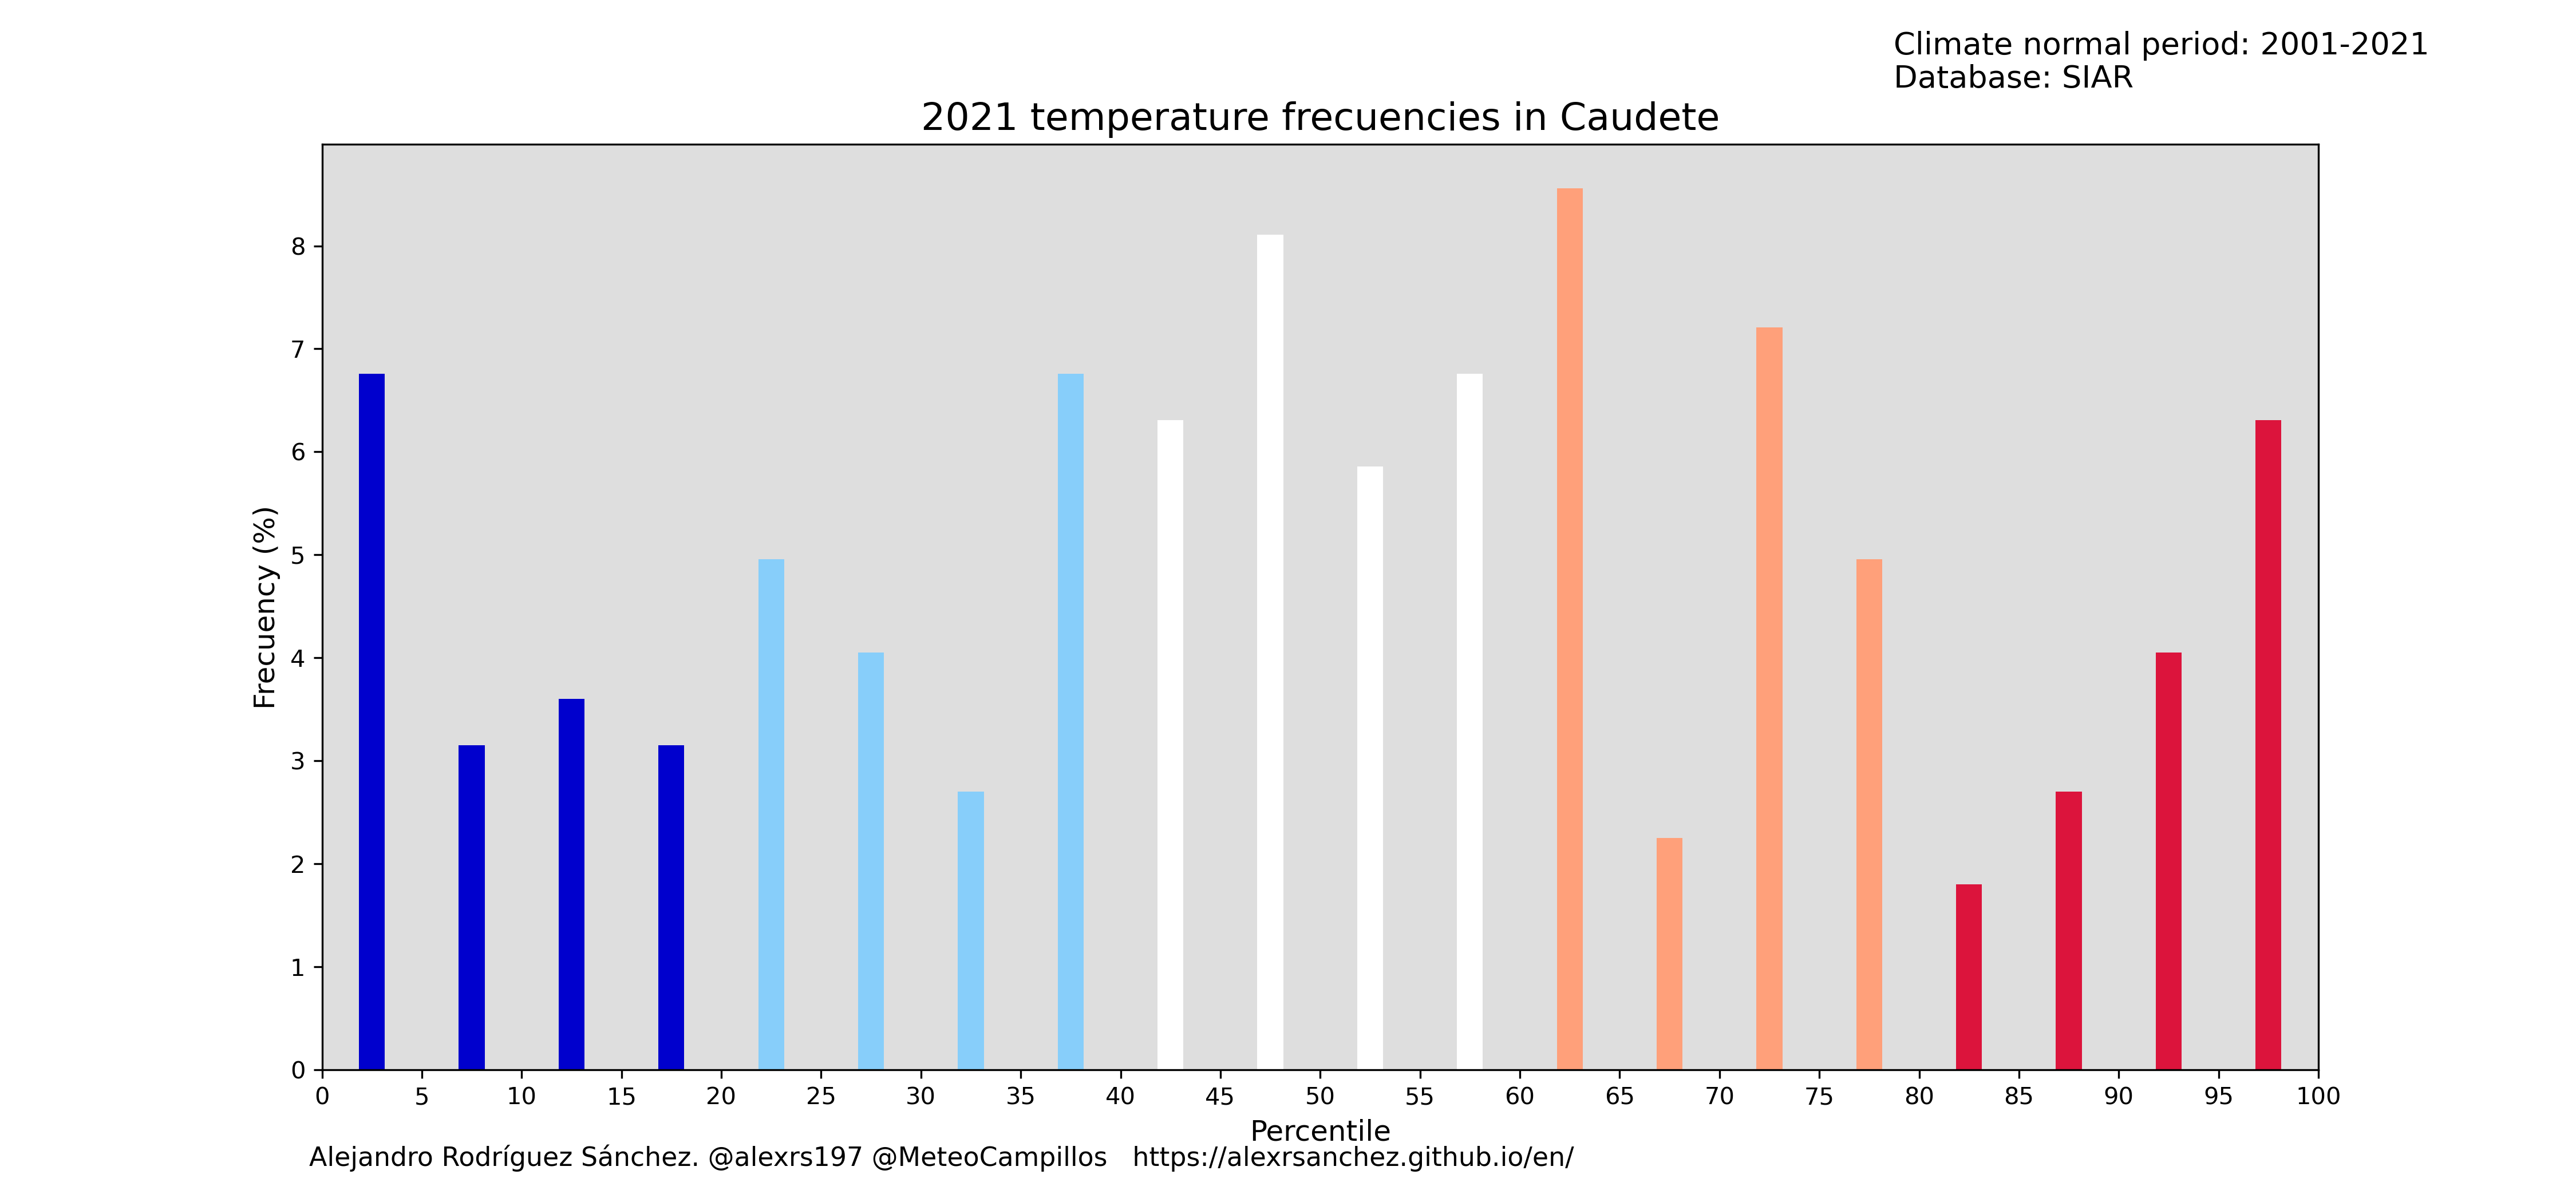 Climate normal period: 2001-2021
Database: SIAR
2021 temperature frecuencies in Caudete
Frecuency (%)
8
7
6
5
4
3
2
1
0
0 5 10 15 20 25 30 35 40 45 50 55 60 65 70 75 80 85 90 95 100
Percentile
Alejandro Rodríguez Sánchez. @alexrs197 @MeteoCampillos https://alexrsanchez.github.io/en/